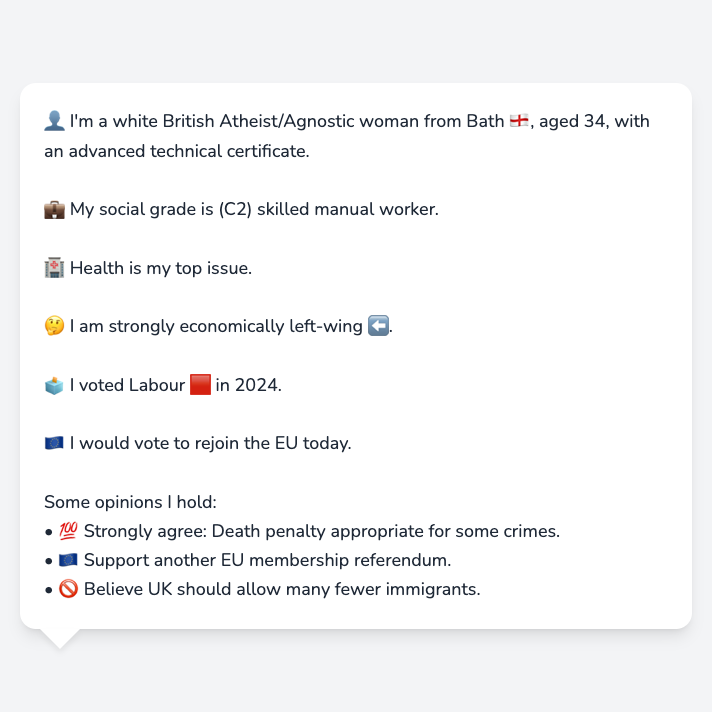 👤 I'm a white British Atheist/Agnostic woman from Bath 🏴󠁧󠁢󠁥󠁮󠁧󠁿, aged 34, with
an advanced technical certificate.
💼 My social grade is (C2) skilled manual worker.
🏥 Health is my top issue.
🤔 I am strongly economically left-wing ⬅️.
🗳️ I voted Labour 🟥 in 2024.
🇪🇺 I would vote to rejoin the EU today.
Some opinions I hold:
• 💯 Strongly agree: Death penalty appropriate for some crimes.
• 🇪🇺 Support another EU membership referendum.
• 🚫 Believe UK should allow many fewer immigrants.